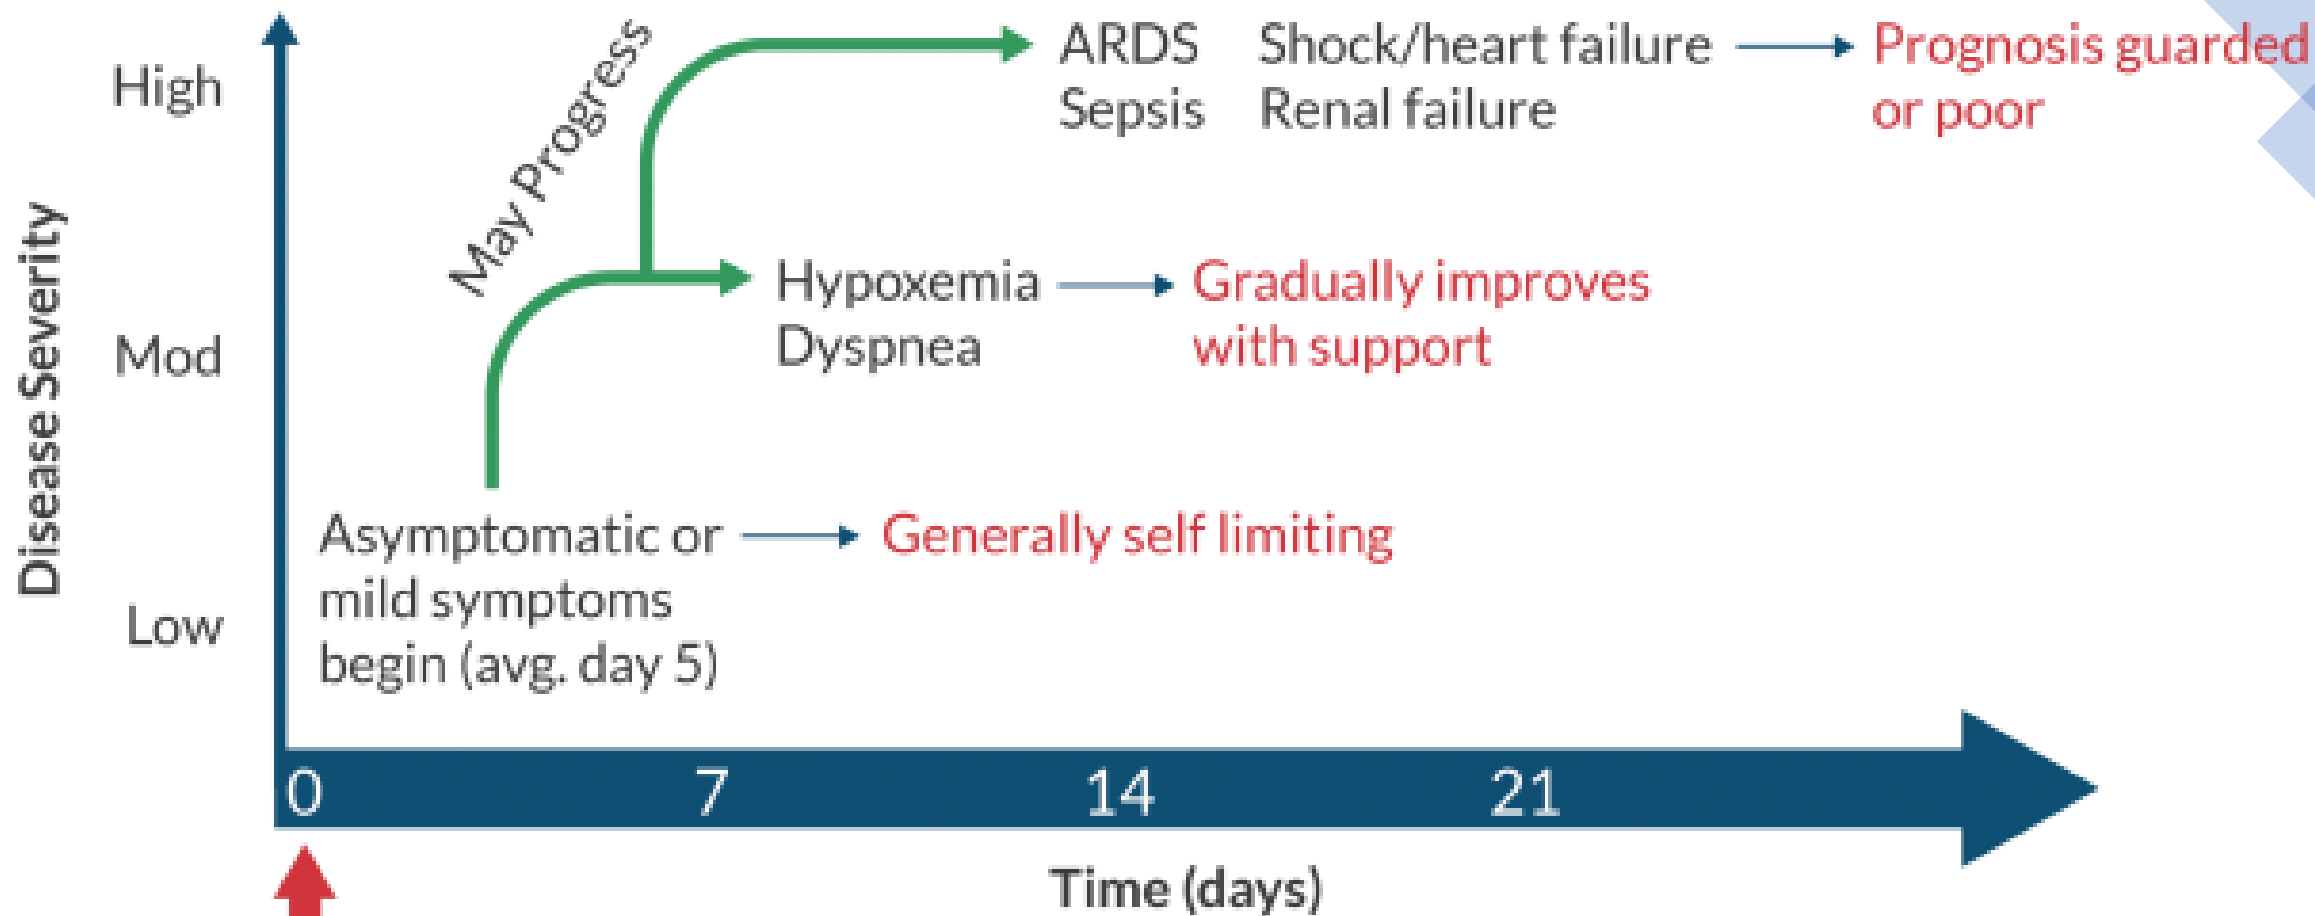 High
Mod
Low
Disease Severity
May Progress
ARDS Shock/heart failure
Sepsis Renal failure
Prognosis guarded
or poor
Hypoxemia
Dyspnea
Gradually improves
with support
Asymptomatic or
mild symptoms
begin (avg. day 5)
Generally self limiting
0 7 14 21
Time (days)